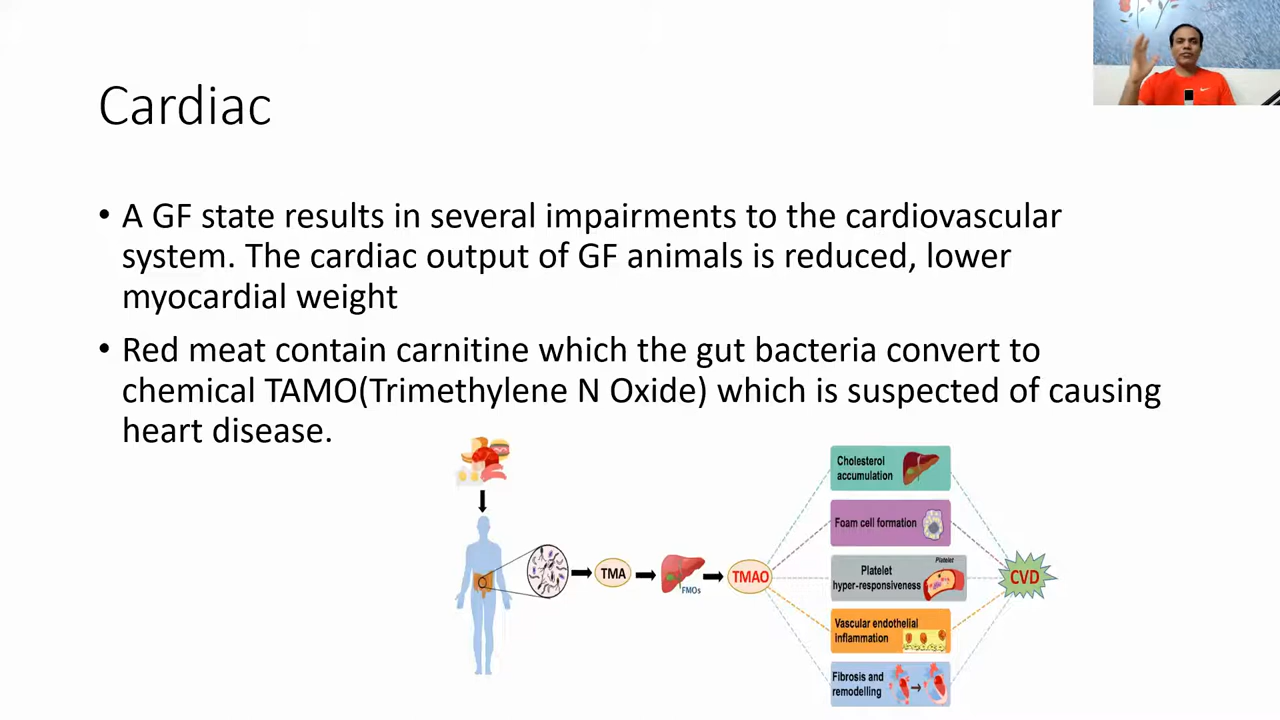 Cardiac
• A GF state results in several impairments to the cardiovascular
system. The cardiac output of GF animals is reduced, lower
myocardial weight
• Red meat contain carnitine which the gut bacteria convert to
chemical TAMO(Trimethylene N Oxide) which is suspected of causing
heart disease.
TMA
FMOs
TMAO
Cholesterol
accumulation
Foam cell formation
Platelet
hyper-responsiveness
Platelet
Vascular endothelial
inflammation
Fibrosis and
remodelling
CVD